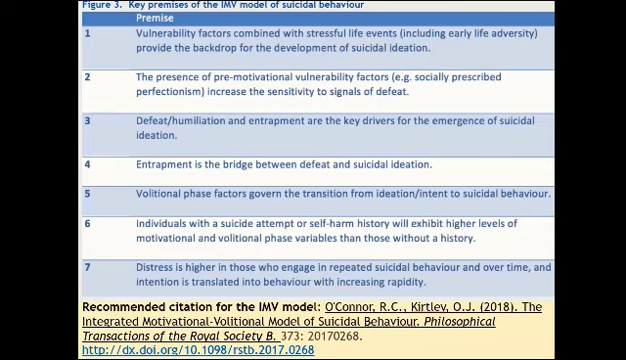 Figure 3. Key premises of the IMV model of suicidal behaviour
Premise
1 Vulnerability factors combined with stressful life events (including early life adversity)
provide the backdrop for the development of suicidal ideation.
2 The presence of pre-motivational vulnerability factors (e.g. socially prescribed
perfectionism) increase the sensitivity to signals of defeat.
3 Defeat/humiliation and entrapment are the key drivers for the emergence of suicidal
ideation.
4 Entrapment is the bridge between defeat and suicidal ideation.
5 Volitional phase factors govern the transition from ideation/intent to suicidal behaviour.
6 Individuals with a suicide attempt or self-harm history will exhibit higher levels of
motivational and volitional phase variables than those without a history.
7 Distress is higher in those who engage in repeated suicidal behaviour and over time, and
intention is translated into behaviour with increasing rapidity.
Recommended citation for the IMV model: O'Connor, R.C., Kirtley, O.J. (2018). The
Integrated Motivational-Volitional Model of Suicidal Behaviour. Philosophical
Transactions of the Royal Society B. 373: 20170268.
http://dx.doi.org/10.1098/rstb.2017.0268